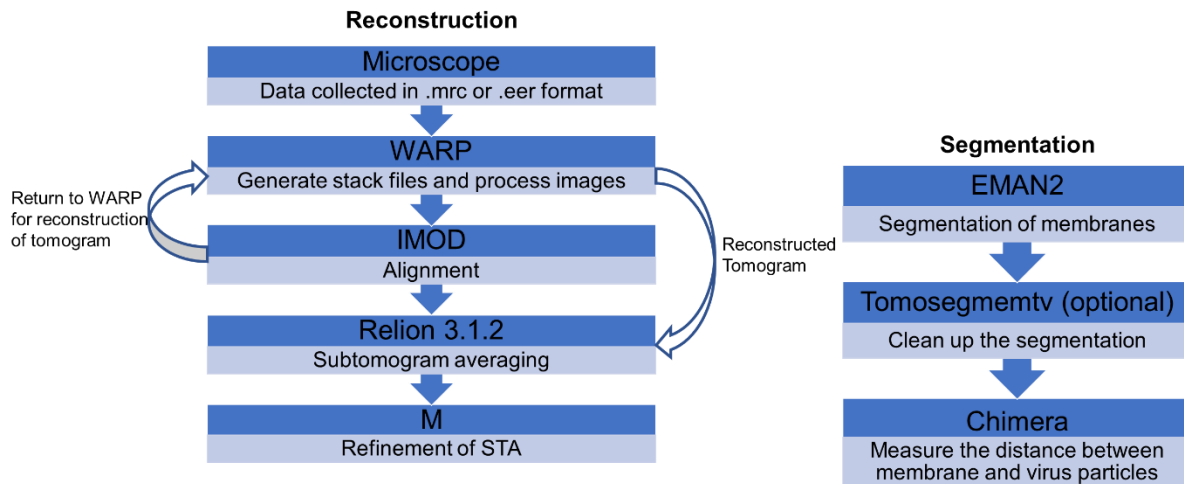 Reconstruction
Microscope
Data collected in .mrc or .eer format
WARP
Generate stack files and process images
Return to WARP
for reconstruction
of tomogram
IMOD
Alignment
Reconstructed
Tomogram
Relion 3.1.2
Subtomogram averaging
M
Refinement of STA
Segmentation
EMAN2
Segmentation of membranes
Tomosegmemtv (optional)
Clean up the segmentation
Chimera
Measure the distance between
membrane and virus particles